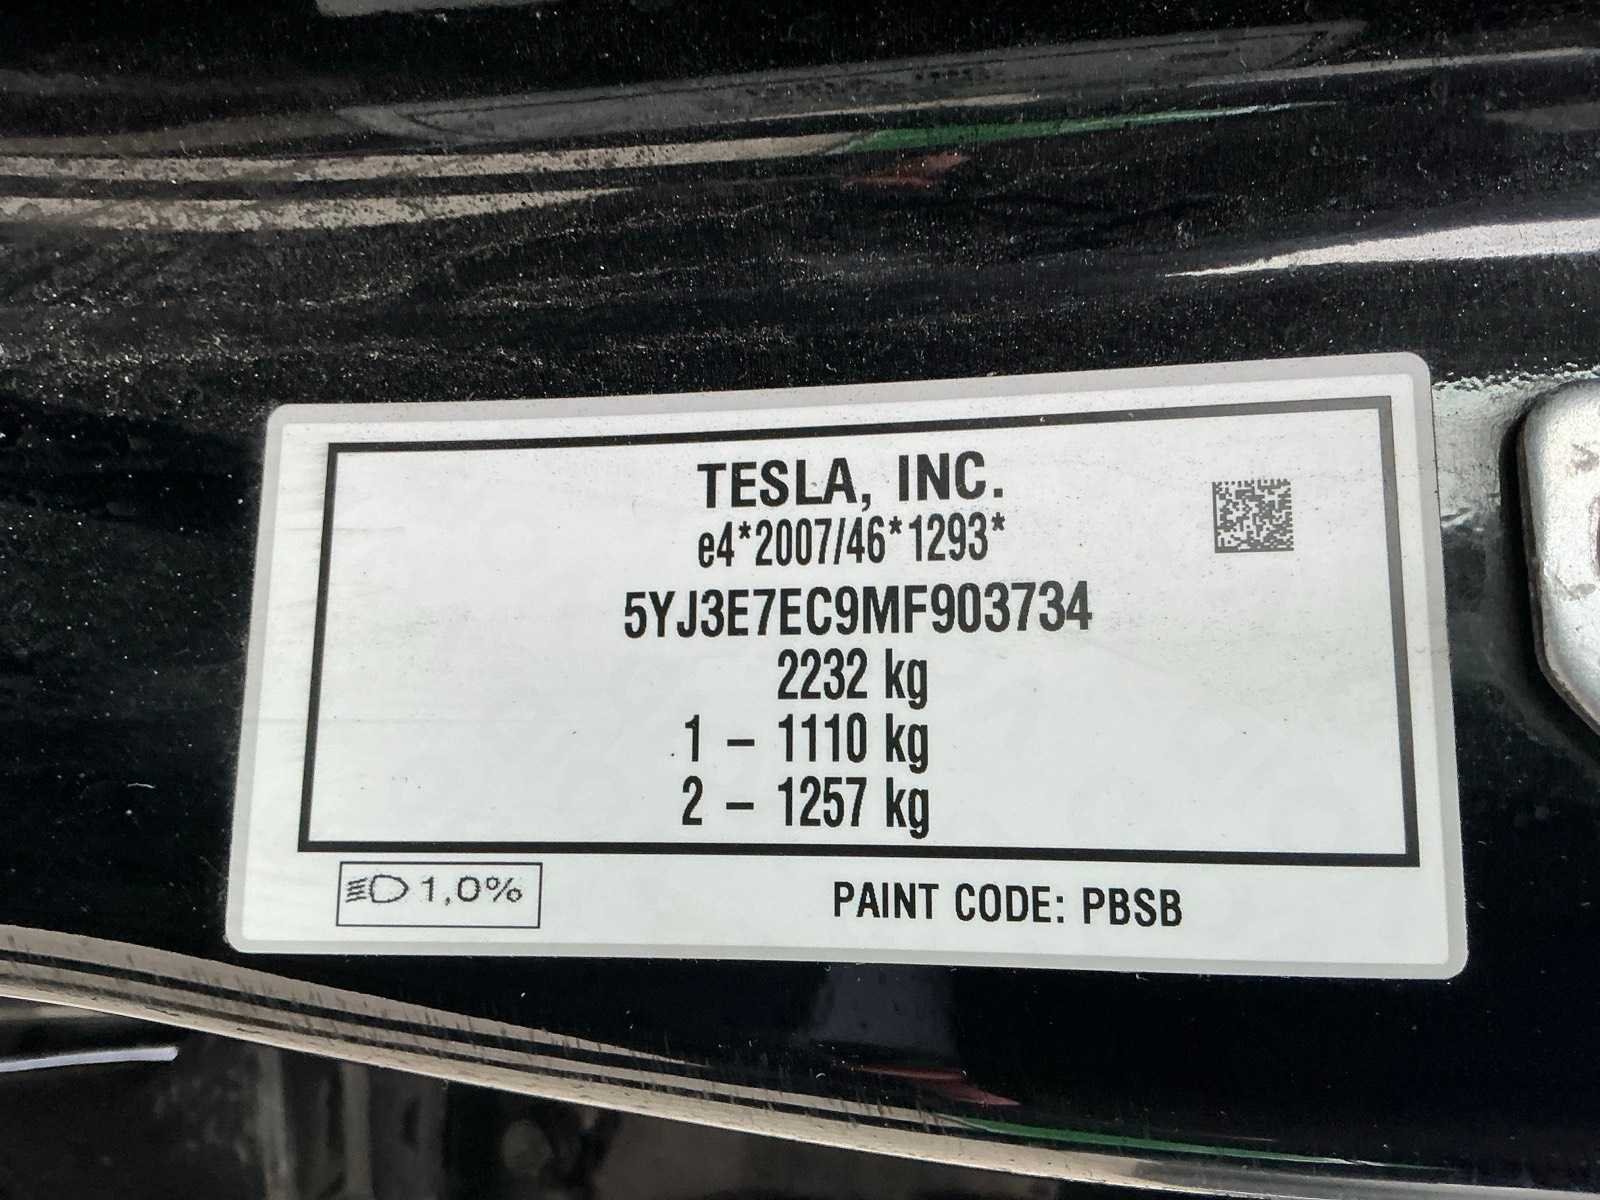 TESLA, INC.
e4*2007/46*1293*
5YJ3E7EC9MF903734
2232 kg
1 – 1110 kg
2 – 1257 kg
1,0%
PAINT CODE: PBSB